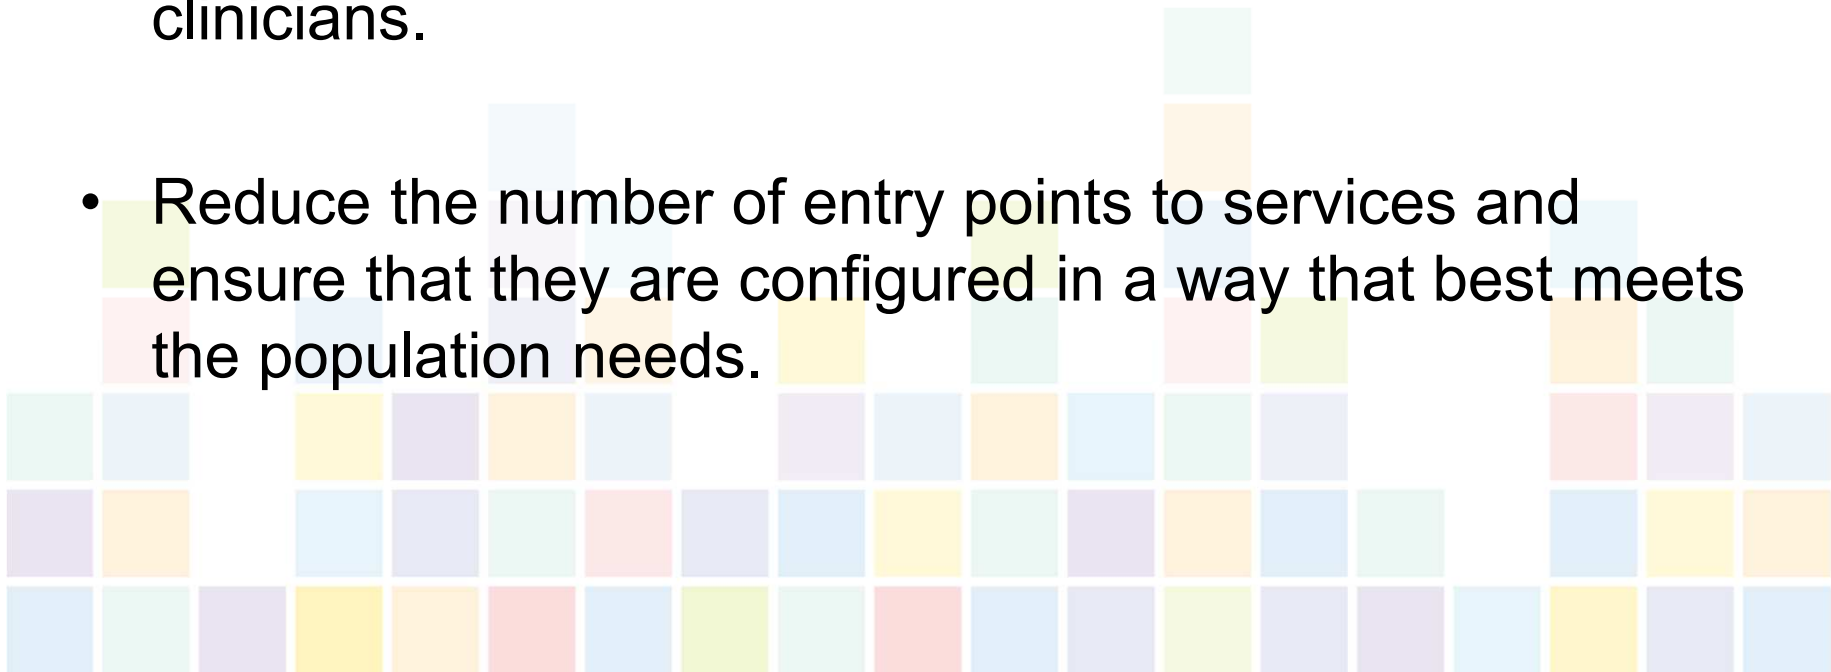 clinicians.
• Reduce the number of entry points to services and
ensure that they are configured in a way that best meets
the population needs.